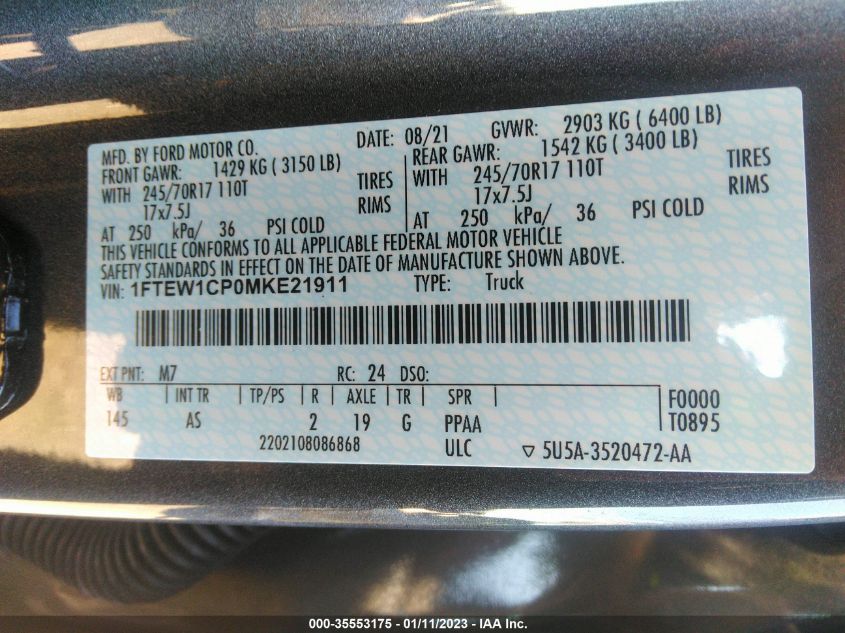 MFD. BY FORD MOTOR CO. DATE: 08/21 GVWR: 2903 KG ( 6400 LB)
FRONT GAWR: 1429 KG ( 3150 LB) REAR GAWR: 1542 KG ( 3400 LB)
WITH 245/70R17 110T TIRES WITH 245/70R17 110T TIRES
17x7.5J RIMS 17x7.5J RIMS
AT 250 kPa/ 36 PSI COLD AT 250 kPa/ 36 PSI COLD
THIS VEHICLE CONFORMS TO ALL APPLICABLE FEDERAL MOTOR VEHICLE
SAFETY STANDARDS IN EFFECT ON THE DATE OF MANUFACTURE SHOWN ABOVE.
VIN: 1FTEW1CP0MKE21911 TYPE: Truck
EXT PNT: M7 RC: 24 DSO:
WB INT TR TP/PS R AXLE TR SPR F0000
145 AS 2 19 G PPAA T0895
2202108086868 ULC ▽ 5U5A-3520472-AA
000-35553175 — 01/11/2023 — IAA Inc.